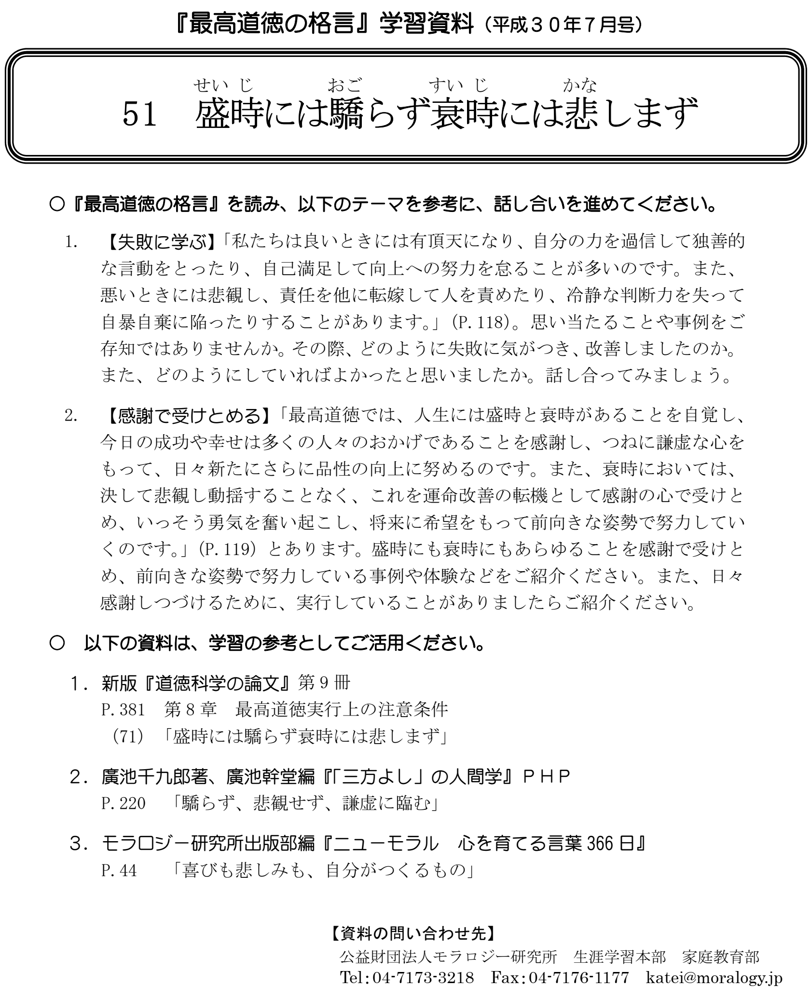 『最高道徳の格言』学習資料（平成３０年７月号）
せいじ おご すいじ かな
51　盛時には驕らず衰時には悲しまず
○『最高道徳の格言』を読み、以下のテーマを参考に、話し合いを進めてください。
1. 【失敗に学ぶ】「私たちは良いときには有頂天になり、自分の力を過信して独善的
な言動をとったり、自己満足して向上への努力を怠ることが多いのです。また、
悪いときには悲観し、責任を他に転嫁して人を責めたり、冷静な判断力を失って
自暴自棄に陥ったりすることがあります。」（P.118）。思い当たることや事例をご
存知ではありませんか。その際、どのように失敗に気がつき、改善しましたのか。
また、どのようにしていればよかったと思いましたか。話し合ってみましょう。
2. 【感謝で受けとめる】「最高道徳では、人生には盛時と衰時があることを自覚し、
今日の成功や幸せは多くの人々のおかげであることを感謝し、つねに謙虚な心を
もって、日々新たにさらに品性の向上に努めるのです。また、衰時においては、
決して悲観し動揺することなく、これを運命改善の転機として感謝の心で受けと
め、いっそう勇気を奮い起こし、将来に希望をもって前向きな姿勢で努力してい
くのです。」（P.119）とあります。盛時にも衰時にもあらゆることを感謝で受けと
め、前向きな姿勢で努力している事例や体験などをご紹介ください。また、日々
感謝しつづけるために、実行していることがありましたらご紹介ください。
○　以下の資料は、学習の参考としてご活用ください。
１．新版『道徳科学の論文』第９冊
P.381　第８章　最高道徳実行上の注意条件
（71）「盛時には驕らず衰時には悲しまず」
２．廣池千九郎著、廣池幹堂編『「三方よし」の人間学』ＰＨＰ
P.220　「驕らず、悲観せず、謙虚に臨む」
３．モラロジー研究所出版部編『ニューモラル　心を育てる言葉366日』
P.44　「喜びも悲しみも、自分がつくるもの」
【資料の問い合わせ先】
公益財団法人モラロジー研究所　生涯学習本部　家庭教育部
Tel:04-7173-3218　Fax:04-7176-1177　katei@moralogy.jp